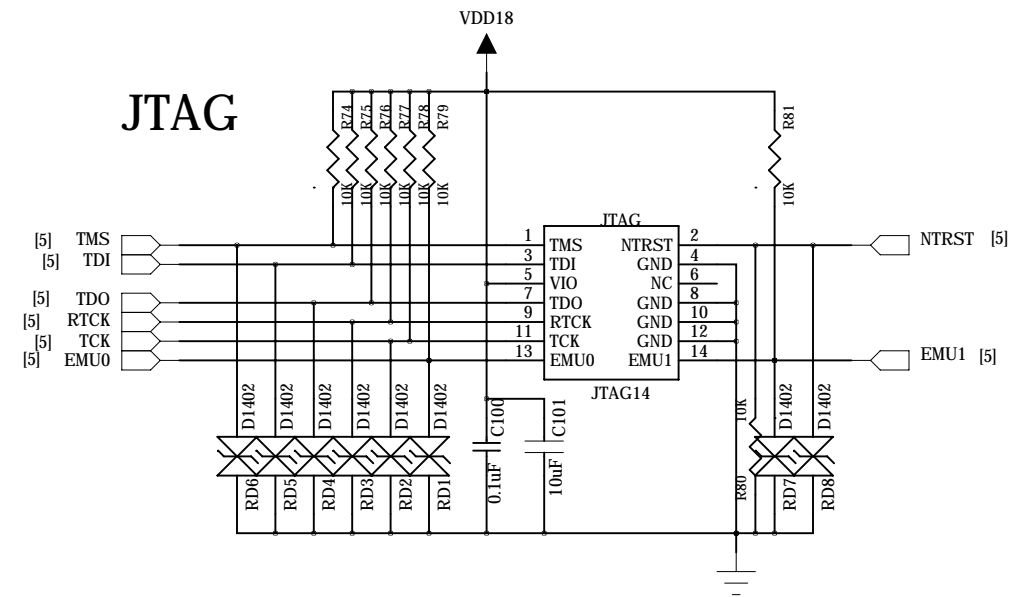 VDD18
JTAG
R74
R75
R76
R77
R78
R79
R81
10K
10K
10K
10K
10K
10K
10K
JTAG
[5] TMS
[5] TDI
[5] TDO
[5] RTCK
[5] TCK
[5] EMU0
1 TMS NTRST 2
3 TDI GND 4
5 VIO NC 6
7 TDO GND 8
9 RTCK GND 10
11 TCK GND 12
13 EMU0 EMU1 14
NTRST [5]
EMU1 [5]
JTAG14
D1402
D1402
D1402
D1402
D1402
D1402
C100
C101
10K
D1402
D1402
RD6
RD5
RD4
RD3
RD2
RD1
0.1uF
10uF
R80
RD7
RD8